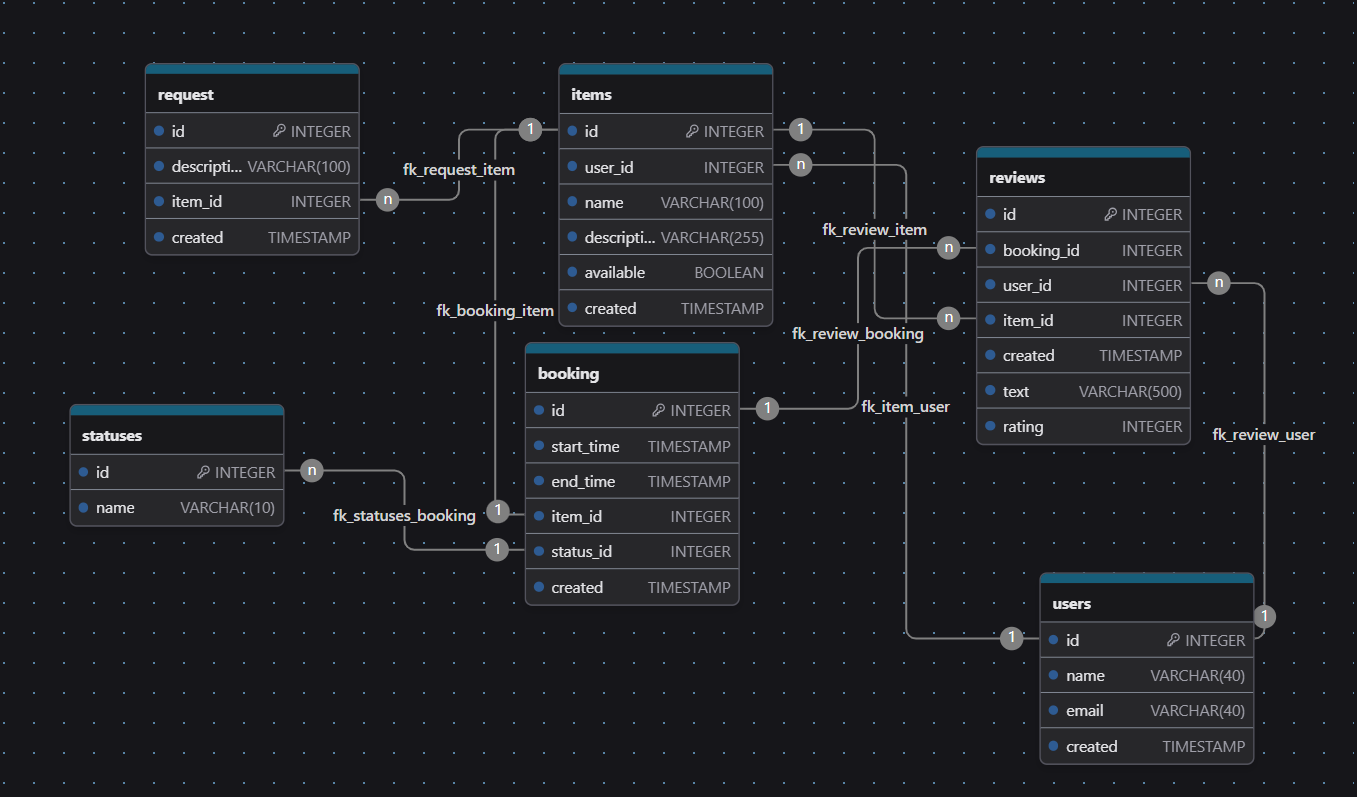 request
id INTEGER
descripti... VARCHAR(100)
item_id INTEGER
created TIMESTAMP
n
fk_request_item
1
items
id INTEGER
user_id INTEGER
name VARCHAR(100)
descripti... VARCHAR(255)
available BOOLEAN
created TIMESTAMP
1
n
fk_review_item
fk_booking_item
fk_review_booking
fk_item_user
reviews
id INTEGER
booking_id INTEGER
user_id INTEGER
item_id INTEGER
created TIMESTAMP
text VARCHAR(500)
rating INTEGER
n
n
n
fk_review_user
booking
id INTEGER
start_time TIMESTAMP
end_time TIMESTAMP
item_id INTEGER
status_id INTEGER
created TIMESTAMP
1
1
1
statuses
id INTEGER
name VARCHAR(10)
n
fk_statuses_booking
users
id INTEGER
name VARCHAR(40)
email VARCHAR(40)
created TIMESTAMP
1
1